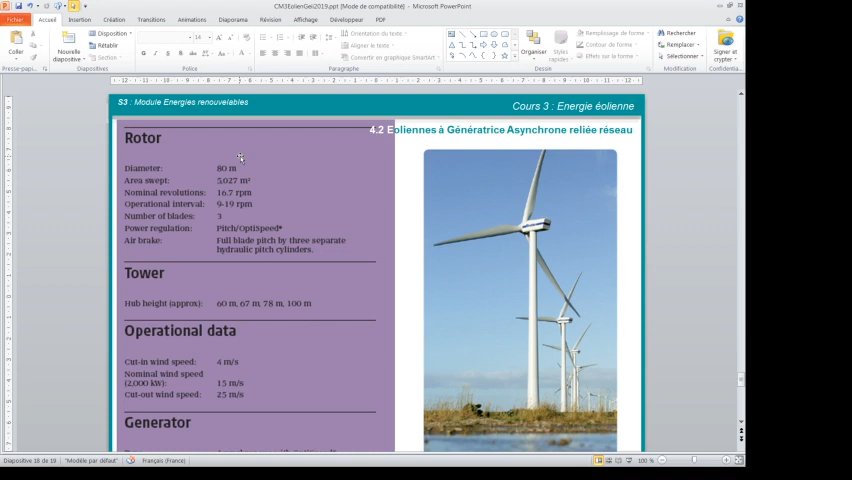 CM3EolienGei2019.ppt [Mode de compatibilité] - Microsoft PowerPoint
Fichier Accueil Insertion Création Transitions Animations Diaporama Révision Affichage Développeur PDF
Coller
Nouvelle diapositive
Disposition
Rétablir
Section
14
Orientation du texte
Aligner le texte
Convertir en graphique SmartArt
Organiser
Styles rapides
Remplissage de forme
Contour de forme
Effets sur les formes
Rechercher
Remplacer
Sélectionner
Signer et crypter
Presse-papi... Diapositives Police Paragraphe Dessin Modification Confidentia...
S3 : Module Energies renouvelables
Cours 3 : Energie éolienne
4.2 Eoliennes à Génératrice Asynchrone reliée réseau
Rotor
Diameter: 80 m
Area swept: 5,027 m²
Nominal revolutions: 16.7 rpm
Operational interval: 9-19 rpm
Number of blades: 3
Power regulation: Pitch/OptiSpeed*
Air brake: Full blade pitch by three separate
hydraulic pitch cylinders.
Tower
Hub height (approx): 60 m, 67 m, 78 m, 100 m
Operational data
Cut-in wind speed: 4 m/s
Nominal wind speed
(2,000 kW): 15 m/s
Cut-out wind speed: 25 m/s
Generator
Diapositive 18 de 19 "Modèle par défaut" Français (France) 100 %